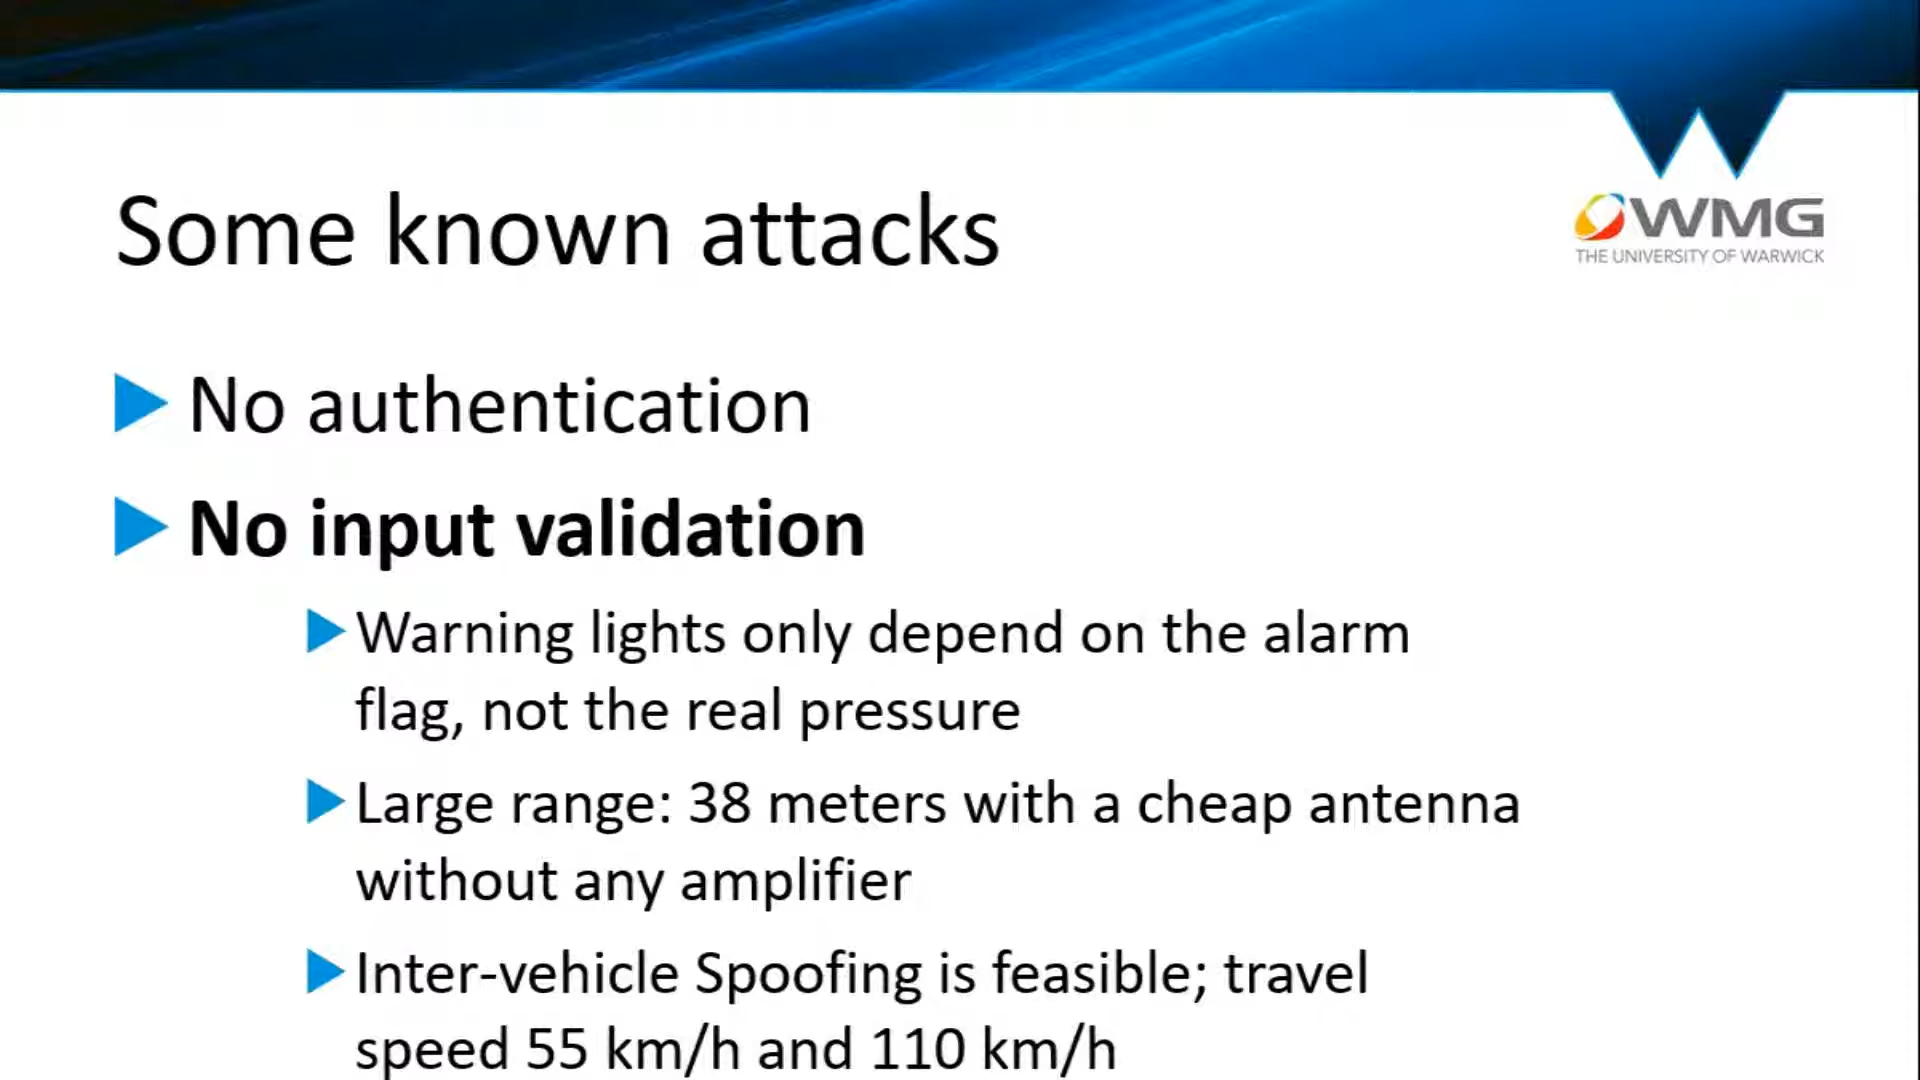 WMG
THE UNIVERSITY OF WARWICK
Some known attacks
No authentication
No input validation
Warning lights only depend on the alarm
flag, not the real pressure
Large range: 38 meters with a cheap antenna
without any amplifier
Inter-vehicle Spoofing is feasible; travel
speed 55 km/h and 110 km/h